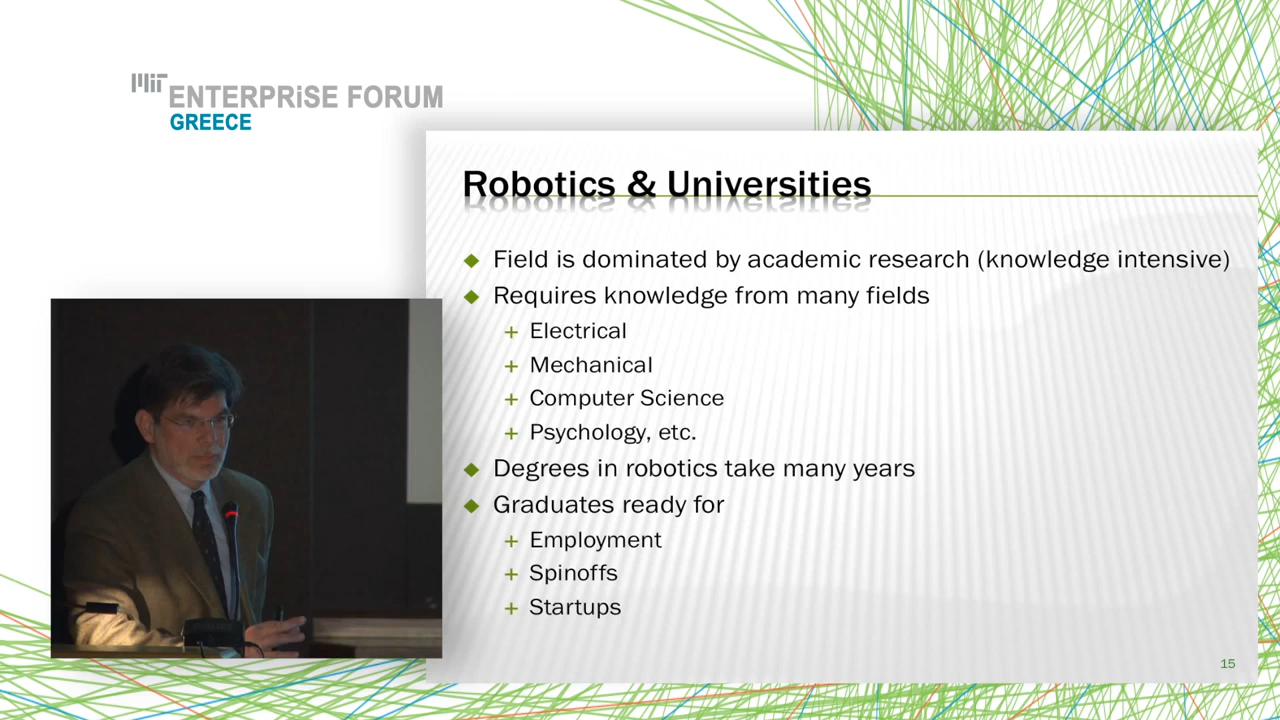 MIT
ENTERPRiSE FORUM
GREECE
Robotics & Universities
Field is dominated by academic research (knowledge intensive)
Requires knowledge from many fields
+ Electrical
+ Mechanical
+ Computer Science
+ Psychology, etc.
Degrees in robotics take many years
Graduates ready for
+ Employment
+ Spinoffs
+ Startups
15